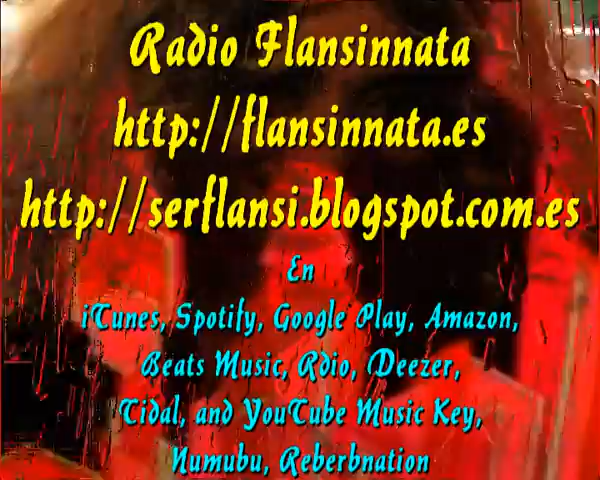 Radio Flansinnata
http://flansinnata.es
http://serflansi.blogspot.com.es
En
iTunes, Spotify, Google Play, Amazon,
Beats Music, Rdio, Deezer,
Tidal, and YouTube Music Key,
Numubu, Reberbnation